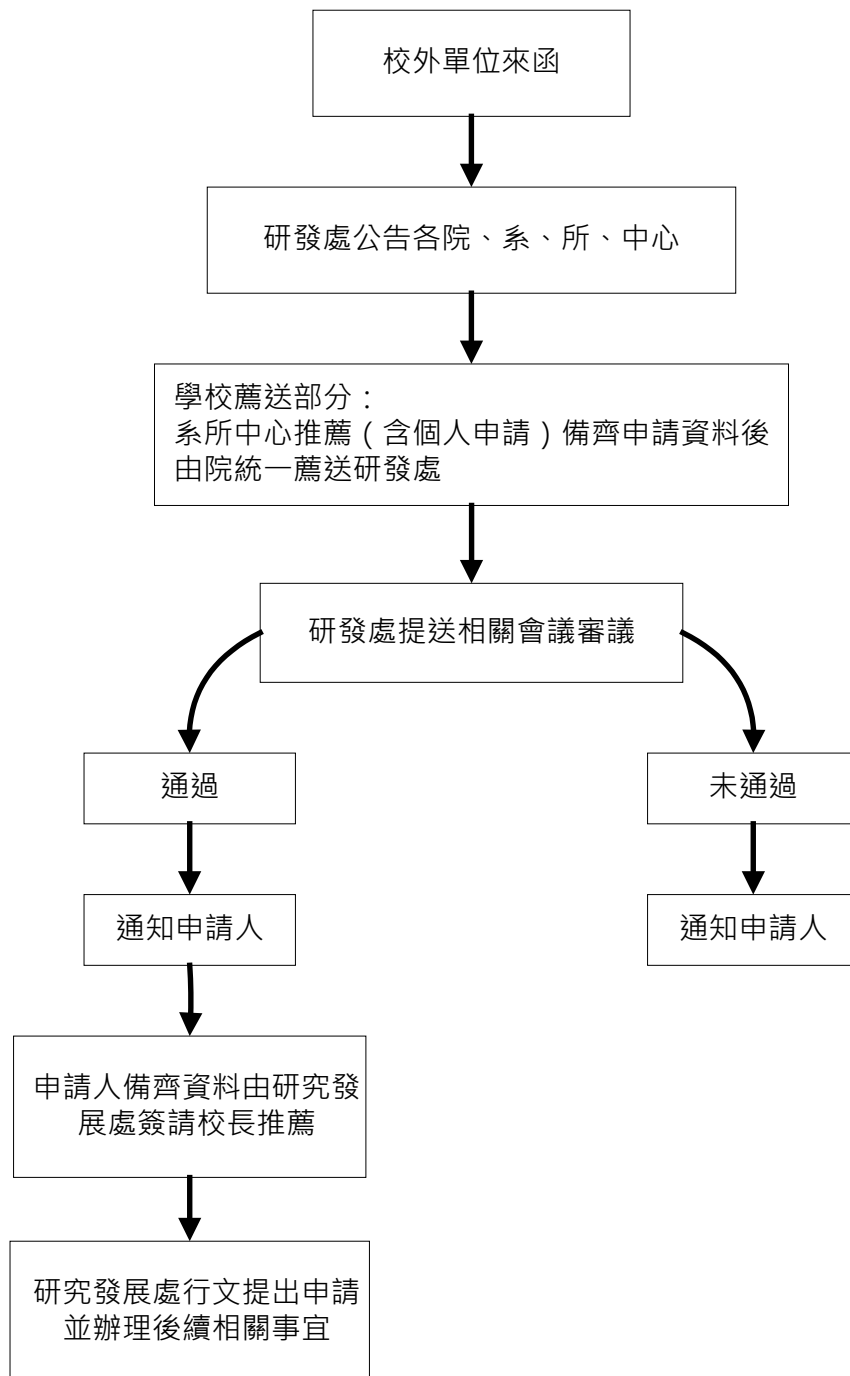 校外單位來函
研發處公告各院、系、所、中心
學校薦送部分：
系所中心推薦（含個人申請）備齊申請資料後
由院統一薦送研發處
研發處提送相關會議審議
通過
未通過
通知申請人
通知申請人
申請人備齊資料由研究發
展處簽請校長推薦
研究發展處行文提出申請
並辦理後續相關事宜